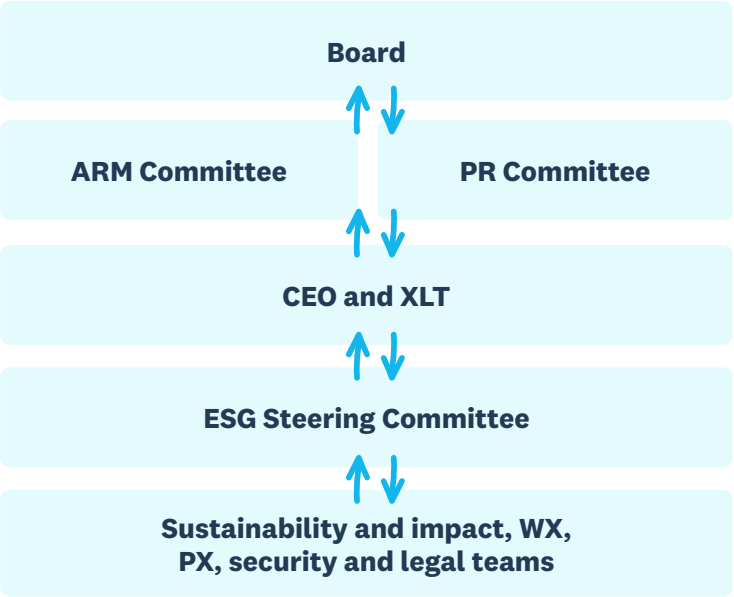 Board
ARM Committee
PR Committee
CEO and XLT
ESG Steering Committee
Sustainability and impact, WX,
PX, security and legal teams